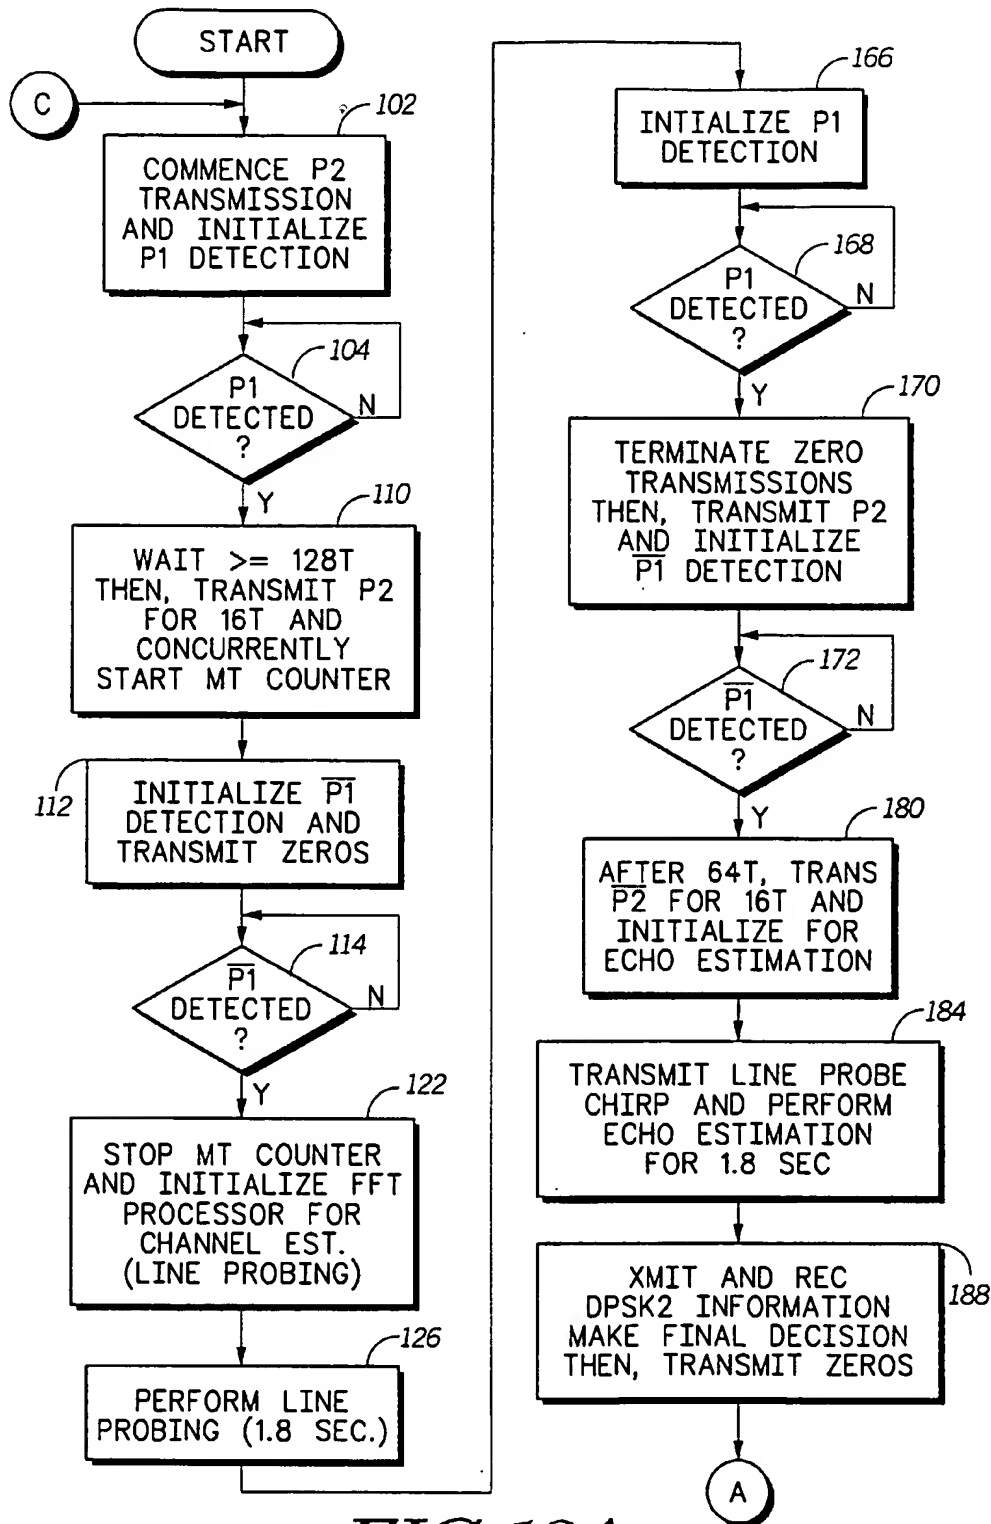 START
C
102
COMMENCE P2
TRANSMISSION
AND INITIALIZE
P1 DETECTION
104
P1
DETECTED
?
N
Y
110
WAIT >= 128T
THEN, TRANSMIT P2
FOR 16T AND
CONCURRENTLY
START MT COUNTER
112
INITIALIZE P̅1̅
DETECTION AND
TRANSMIT ZEROS
114
P̅1̅
DETECTED
?
N
Y
122
STOP MT COUNTER
AND INITIALIZE FFT
PROCESSOR FOR
CHANNEL EST.
(LINE PROBING)
126
PERFORM LINE
PROBING (1.8 SEC.)
166
INTIALIZE P1
DETECTION
168
P1
DETECTED
?
N
Y
170
TERMINATE ZERO
TRANSMISSIONS
THEN, TRANSMIT P2
AND INITIALIZE
P̅1̅ DETECTION
172
P̅1̅
DETECTED
?
N
Y
180
AFTER 64T, TRANS
P̅2̅ FOR 16T AND
INITIALIZE FOR
ECHO ESTIMATION
184
TRANSMIT LINE PROBE
CHIRP AND PERFORM
ECHO ESTIMATION
FOR 1.8 SEC
188
XMIT AND REC
DPSK2 INFORMATION
MAKE FINAL DECISION
THEN, TRANSMIT ZEROS
A